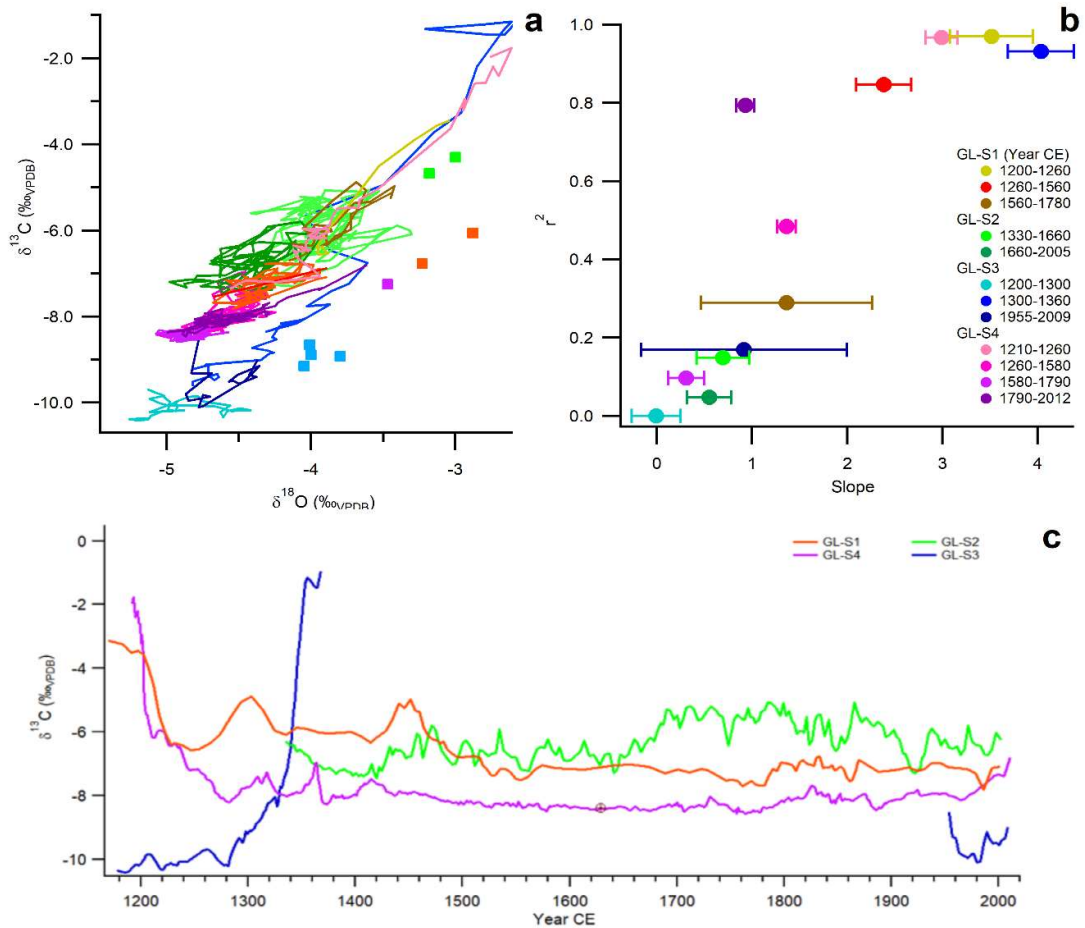 a
-2.0
-4.0
-6.0
-8.0
-10.0
δ13C (‰VPDB)
-5
-4
-3
δ18O (‰VPDB)
b
1.0
0.8
0.6
0.4
0.2
0.0
r2
GL-S1 (Year CE)
1200-1260
1260-1560
1560-1780
GL-S2
1330-1660
1660-2005
GL-S3
1200-1300
1300-1360
1955-2009
GL-S4
1210-1260
1260-1580
1580-1790
1790-2012
0
1
2
3
4
Slope
c
GL-S1
GL-S2
GL-S4
GL-S3
0
-2
-4
-6
-8
-10
δ13C (‰VPDB)
1200
1300
1400
1500
1600
1700
1800
1900
2000
Year CE